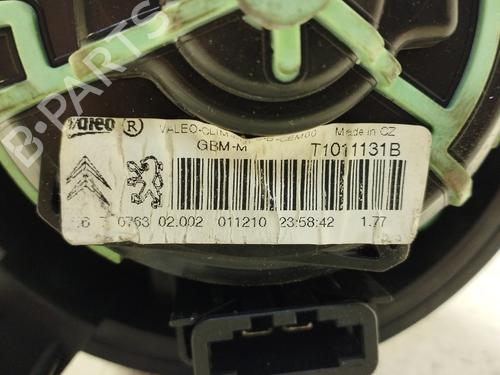 Valeo ® VALEO-CLIM Made in CZ
GBM-M T1011131B
0763 02.002 011210 23:58:42 1.77
B-PARTS